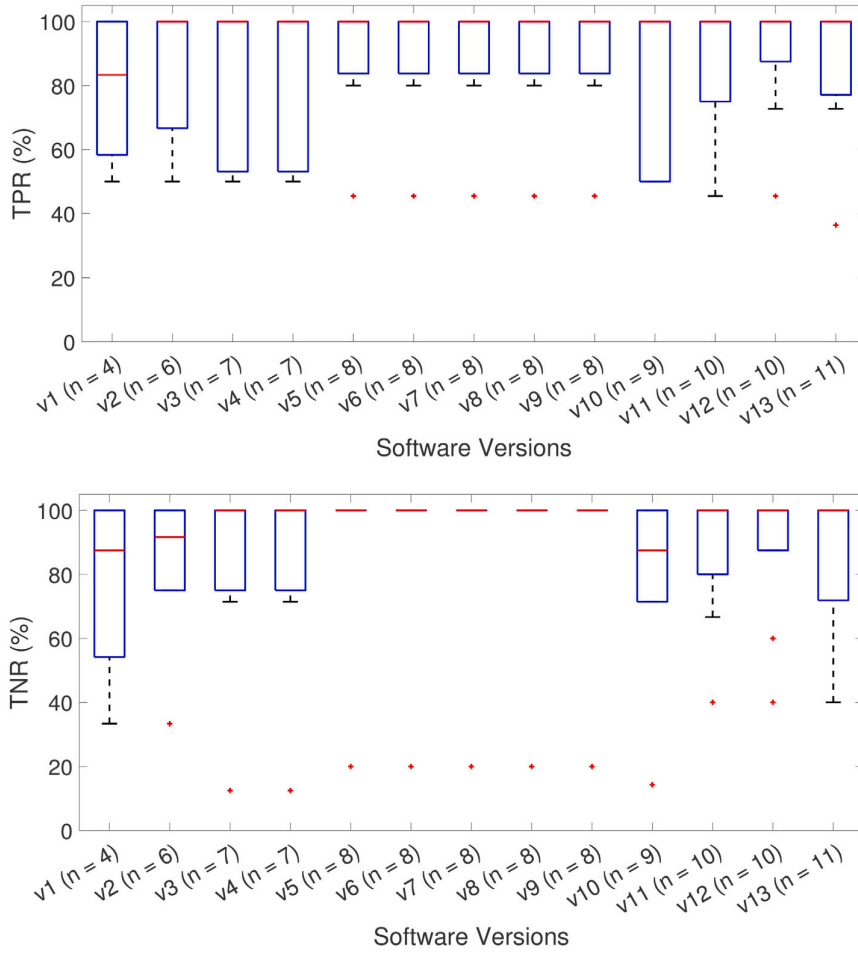 100
80
60
40
20
0
TPR (%)
v1 (n = 4)
v2 (n = 6)
v3 (n = 7)
v4 (n = 7)
v5 (n = 8)
v6 (n = 8)
v7 (n = 8)
v8 (n = 8)
v9 (n = 8)
v10 (n = 9)
v11 (n = 10)
v12 (n = 10)
v13 (n = 11)
Software Versions
100
80
60
40
20
0
TNR (%)
v1 (n = 4)
v2 (n = 6)
v3 (n = 7)
v4 (n = 7)
v5 (n = 8)
v6 (n = 8)
v7 (n = 8)
v8 (n = 8)
v9 (n = 8)
v10 (n = 9)
v11 (n = 10)
v12 (n = 10)
v13 (n = 11)
Software Versions